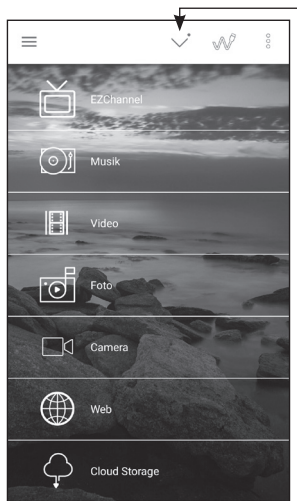 EZChannel
Musik
Video
Foto
Camera
Web
Cloud Storage